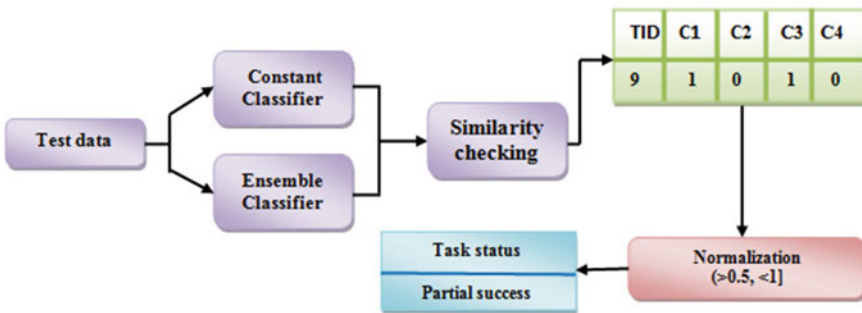 Test data
Constant
Classifier
Ensemble
Classifier
Similarity
checking
TID C1 C2 C3 C4
9 1 0 1 0
Normalization
(>0.5, <1]
Task status
Partial success